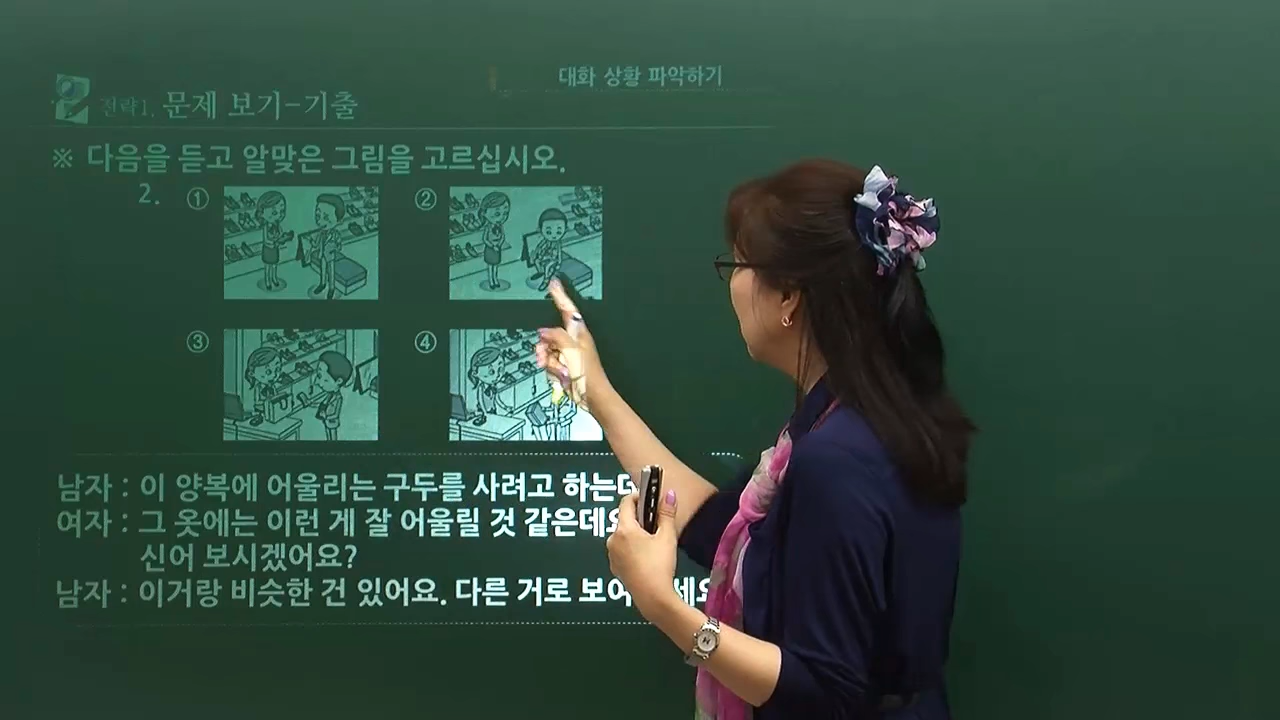 대화 상황 파악하기
전략1. 문제 보기-기출
※ 다음을 듣고 알맞은 그림을 고르십시오.
2. ① ②
③ ④
남자 : 이 양복에 어울리는 구두를 사려고 하는데
여자 : 그 옷에는 이런 게 잘 어울릴 것 같은데요
신어 보시겠어요?
남자 : 이거랑 비슷한 건 있어요. 다른 거로 보여